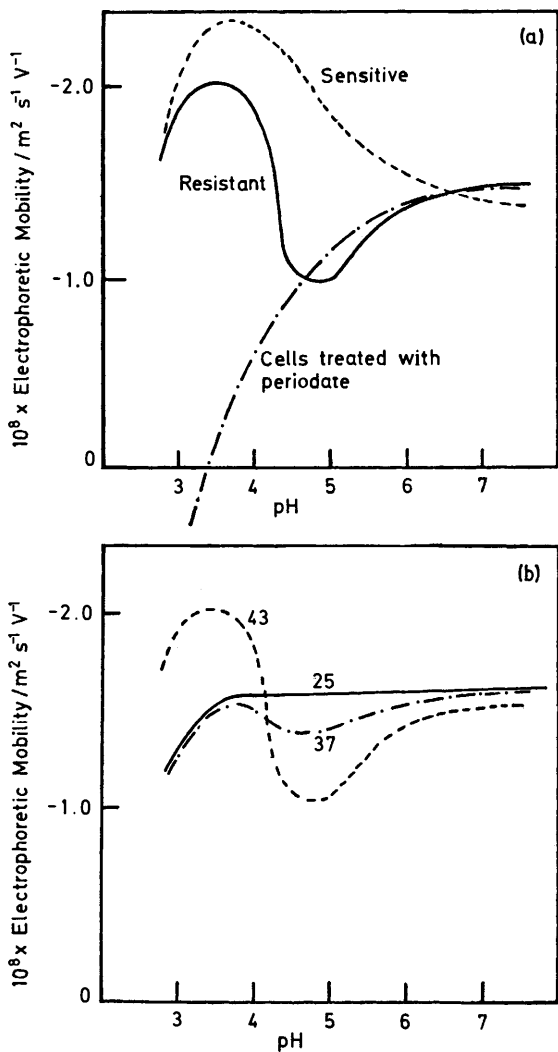 (a)
10⁸ x Electrophoretic Mobility / m² s⁻¹ V⁻¹
-2.0
-1.0
0
Sensitive
Resistant
Cells treated with
periodate
3 4 5 6 7
pH
(b)
10⁸ x Electrophoretic Mobility / m² s⁻¹ V⁻¹
-2.0
-1.0
0
43
25
37
3 4 5 6 7
pH